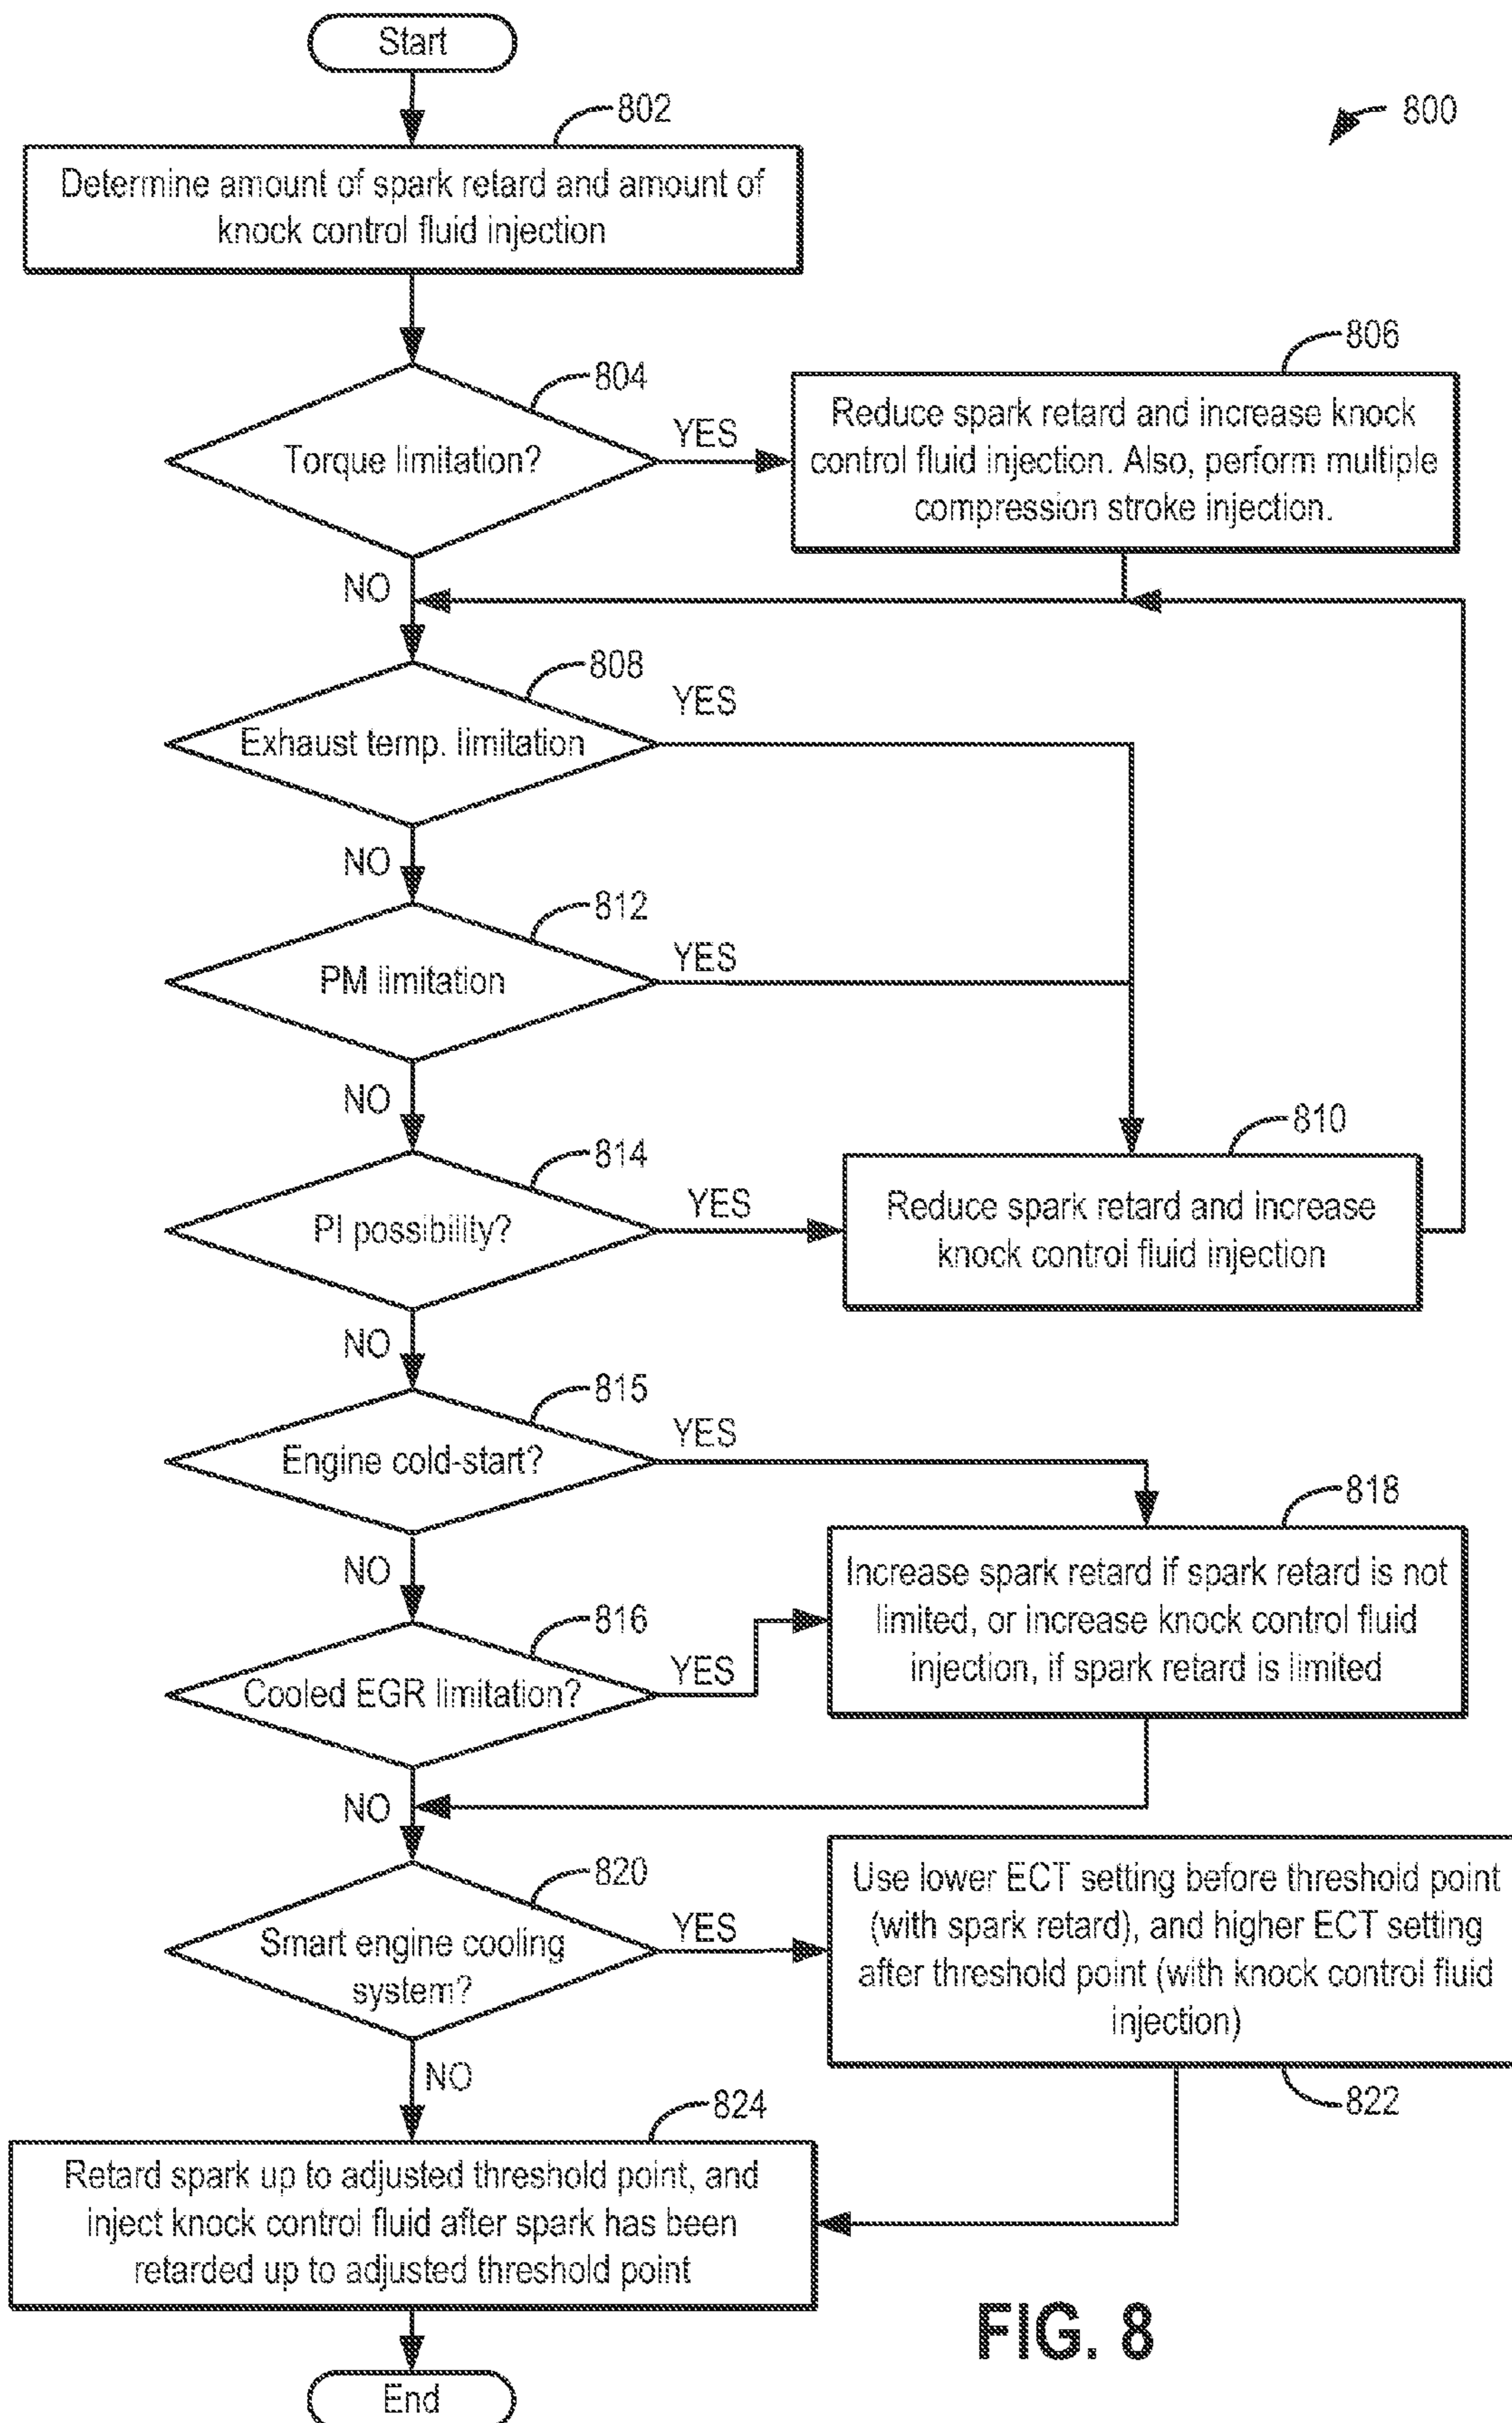 Start
800
802
Determine amount of spark retard and amount of
knock control fluid injection
804
Torque limitation?
YES
NO
806
Reduce spark retard and increase knock
control fluid injection. Also, perform multiple
compression stroke injection.
808
Exhaust temp. limitation
YES
NO
812
PM limitation
YES
NO
814
PI possibility?
YES
NO
810
Reduce spark retard and increase
knock control fluid injection
815
Engine cold-start?
YES
NO
816
Cooled EGR limitation?
YES
NO
818
Increase spark retard if spark retard is not
limited, or increase knock control fluid
injection, if spark retard is limited
820
Smart engine cooling
system?
YES
NO
Use lower ECT setting before threshold point
(with spark retard), and higher ECT setting
after threshold point (with knock control fluid
injection)
822
824
Retard spark up to adjusted threshold point, and
inject knock control fluid after spark has been
retarded up to adjusted threshold point
End
FIG. 8